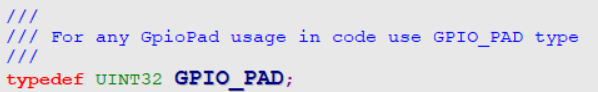 ///
/// For any GpioPad usage in code use GPIO_PAD type
///
typedef UINT32 GPIO_PAD;